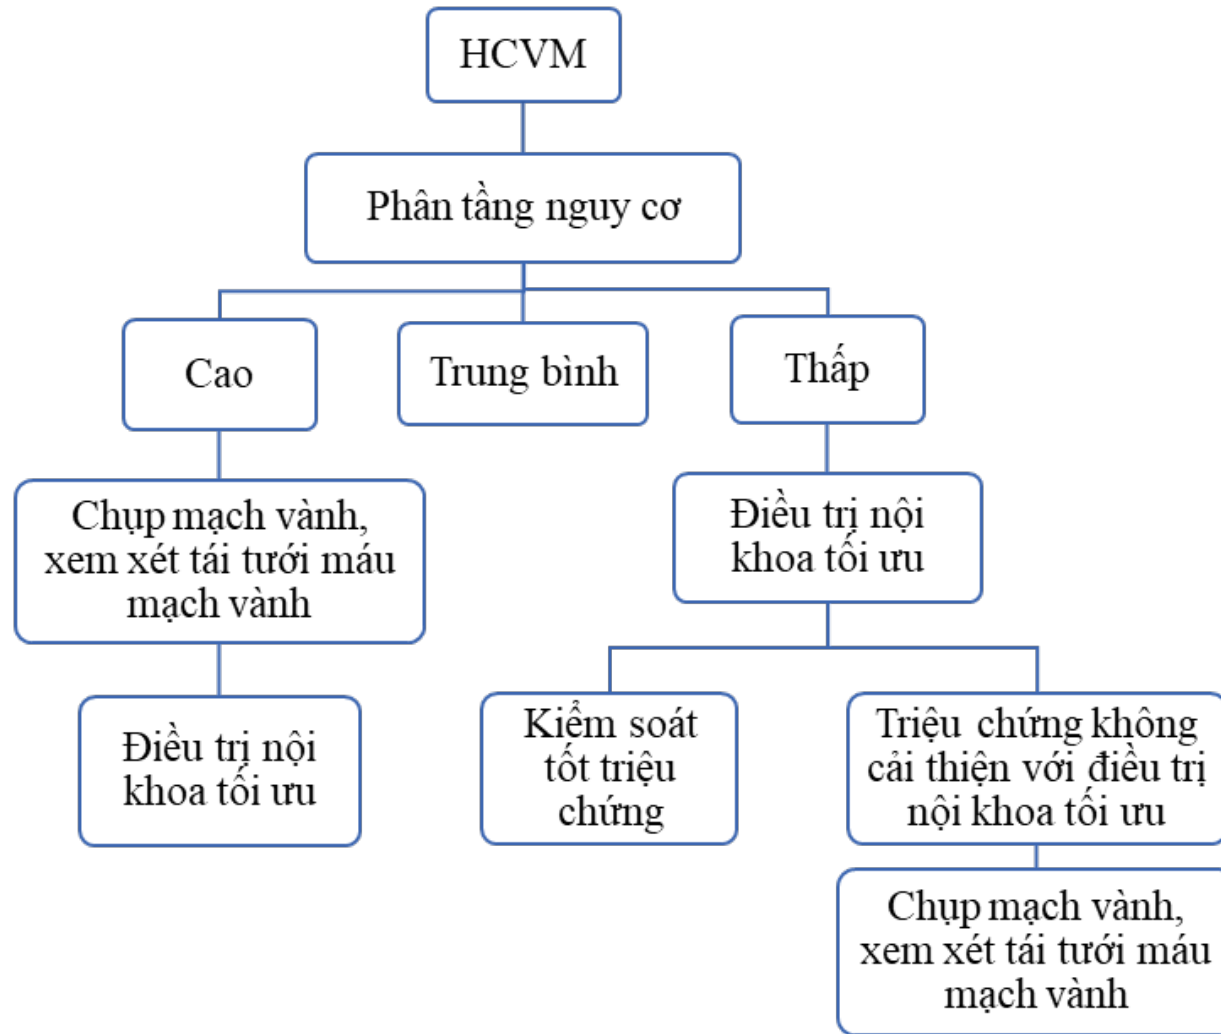 HCVM
Phân tầng nguy cơ
Cao
Trung bình
Thấp
Chụp mạch vành,
xem xét tái tưới máu
mạch vành
Điều trị nội
khoa tối ưu
Điều trị nội
khoa tối ưu
Kiểm soát
tốt triệu
chứng
Triệu chứng không
cải thiện với điều trị
nội khoa tối ưu
Chụp mạch vành,
xem xét tái tưới máu
mạch vành